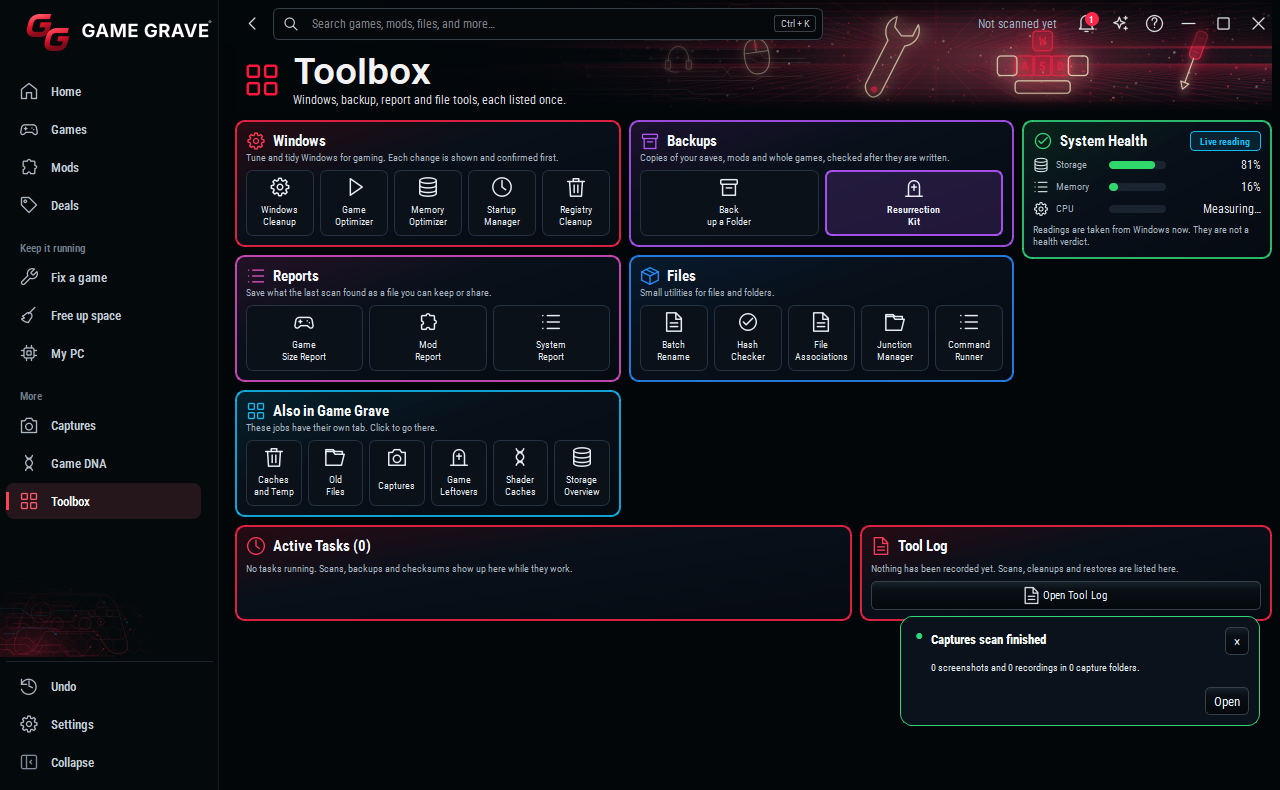 GAME GRAVE
Search games, mods, files, and more...
Ctrl + K
Not scanned yet
1
Home
Games
Mods
Deals
Keep it running
Fix a game
Free up space
My PC
More
Captures
Game DNA
Toolbox
Undo
Settings
Collapse
Toolbox
Windows, backup, report and file tools, each listed once.
W
A S D
Windows
Tune and tidy Windows for gaming. Each change is shown and confirmed first.
Windows
Cleanup
Game
Optimizer
Memory
Optimizer
Startup
Manager
Registry
Cleanup
Backups
Copies of your saves, mods and whole games, checked after they are written.
Back
up a Folder
Resurrection
Kit
System Health
Live reading
Storage 81%
Memory 16%
CPU Measuring...
Readings are taken from Windows now. They are not a
health verdict.
Reports
Save what the last scan found as a file you can keep or share.
Game
Size Report
Mod
Report
System
Report
Files
Small utilities for files and folders.
Batch
Rename
Hash
Checker
File
Associations
Junction
Manager
Command
Runner
Also in Game Grave
These jobs have their own tab. Click to go there.
Caches
and Temp
Old
Files
Captures
Game
Leftovers
Shader
Caches
Storage
Overview
Active Tasks (0)
No tasks running. Scans, backups and checksums show up here while they work.
Tool Log
Nothing has been recorded yet. Scans, cleanups and restores are listed here.
Open Tool Log
Captures scan finished
x
0 screenshots and 0 recordings in 0 capture folders.
Open